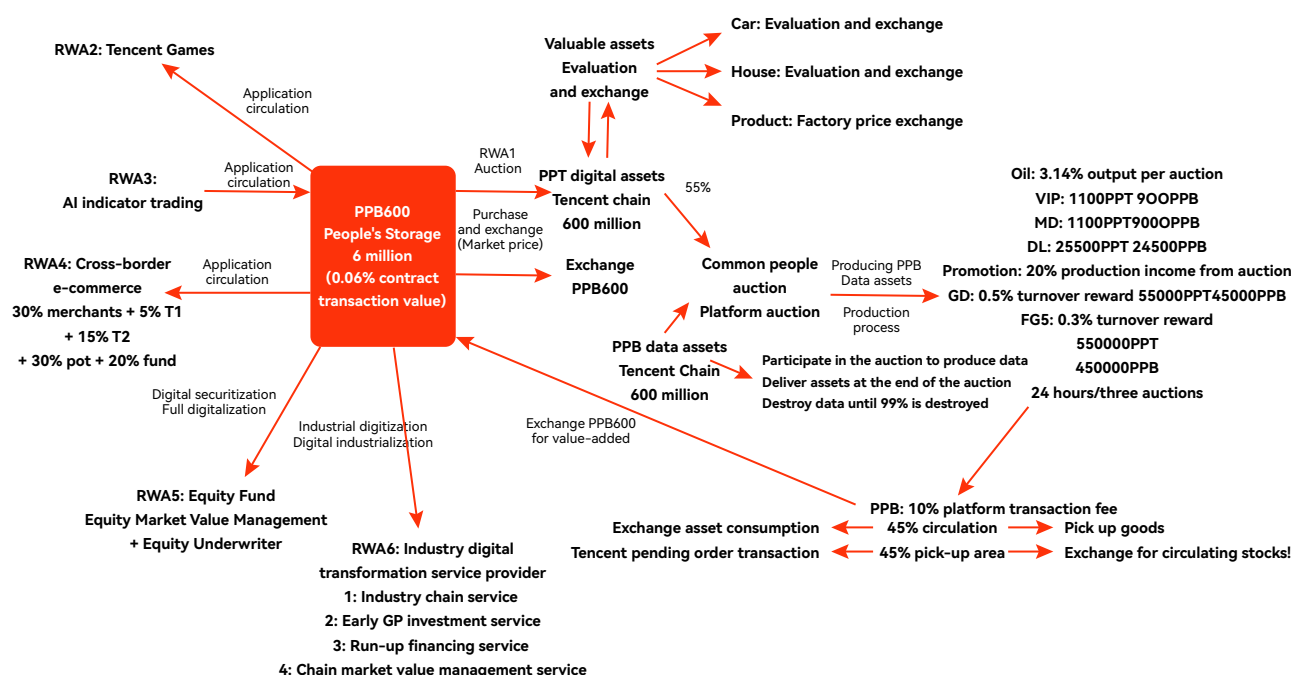 RWA2: Tencent Games
Application
circulation
RWA3:
AI indicator trading
Application
circulation
RWA4: Cross-border
e-commerce
30% merchants + 5% T1
+ 15% T2
+ 30% pot + 20% fund
Application
circulation
PPB600
People's Storage
6 million
(0.06% contract
transaction value)
RWA1
Auction
Purchase
and exchange
(Market price)
Valuable assets
Evaluation
and exchange
Car: Evaluation and exchange
House: Evaluation and exchange
Product: Factory price exchange
PPT digital assets
Tencent chain
600 million
55%
Exchange
PPB600
Common people
auction
Platform auction
PPB data assets
Tencent Chain
600 million
Participate in the auction to produce data
Deliver assets at the end of the auction
Destroy data until 99% is destroyed
Producing PPB
Data assets
Production
process
Oil: 3.14% output per auction
VIP: 1100PPT 9OOPPB
MD: 1100PPT900OPPB
DL: 25500PPT 24500PPB
Promotion: 20% production income from auction
GD: 0.5% turnover reward 55000PPT45000PPB
FG5: 0.3% turnover reward
550000PPT
450000PPB
24 hours/three auctions
Exchange PPB600
for value-added
Digital securitization
Full digitalization
Industrial digitization
Digital industrialization
RWA5: Equity Fund
Equity Market Value Management
+ Equity Underwriter
RWA6: Industry digital
transformation service provider
1: Industry chain service
2: Early GP investment service
3: Run-up financing service
4: Chain market value management service
PPB: 10% platform transaction fee
Exchange asset consumption
45% circulation
Pick up goods
Tencent pending order transaction
45% pick-up area
Exchange for circulating stocks!